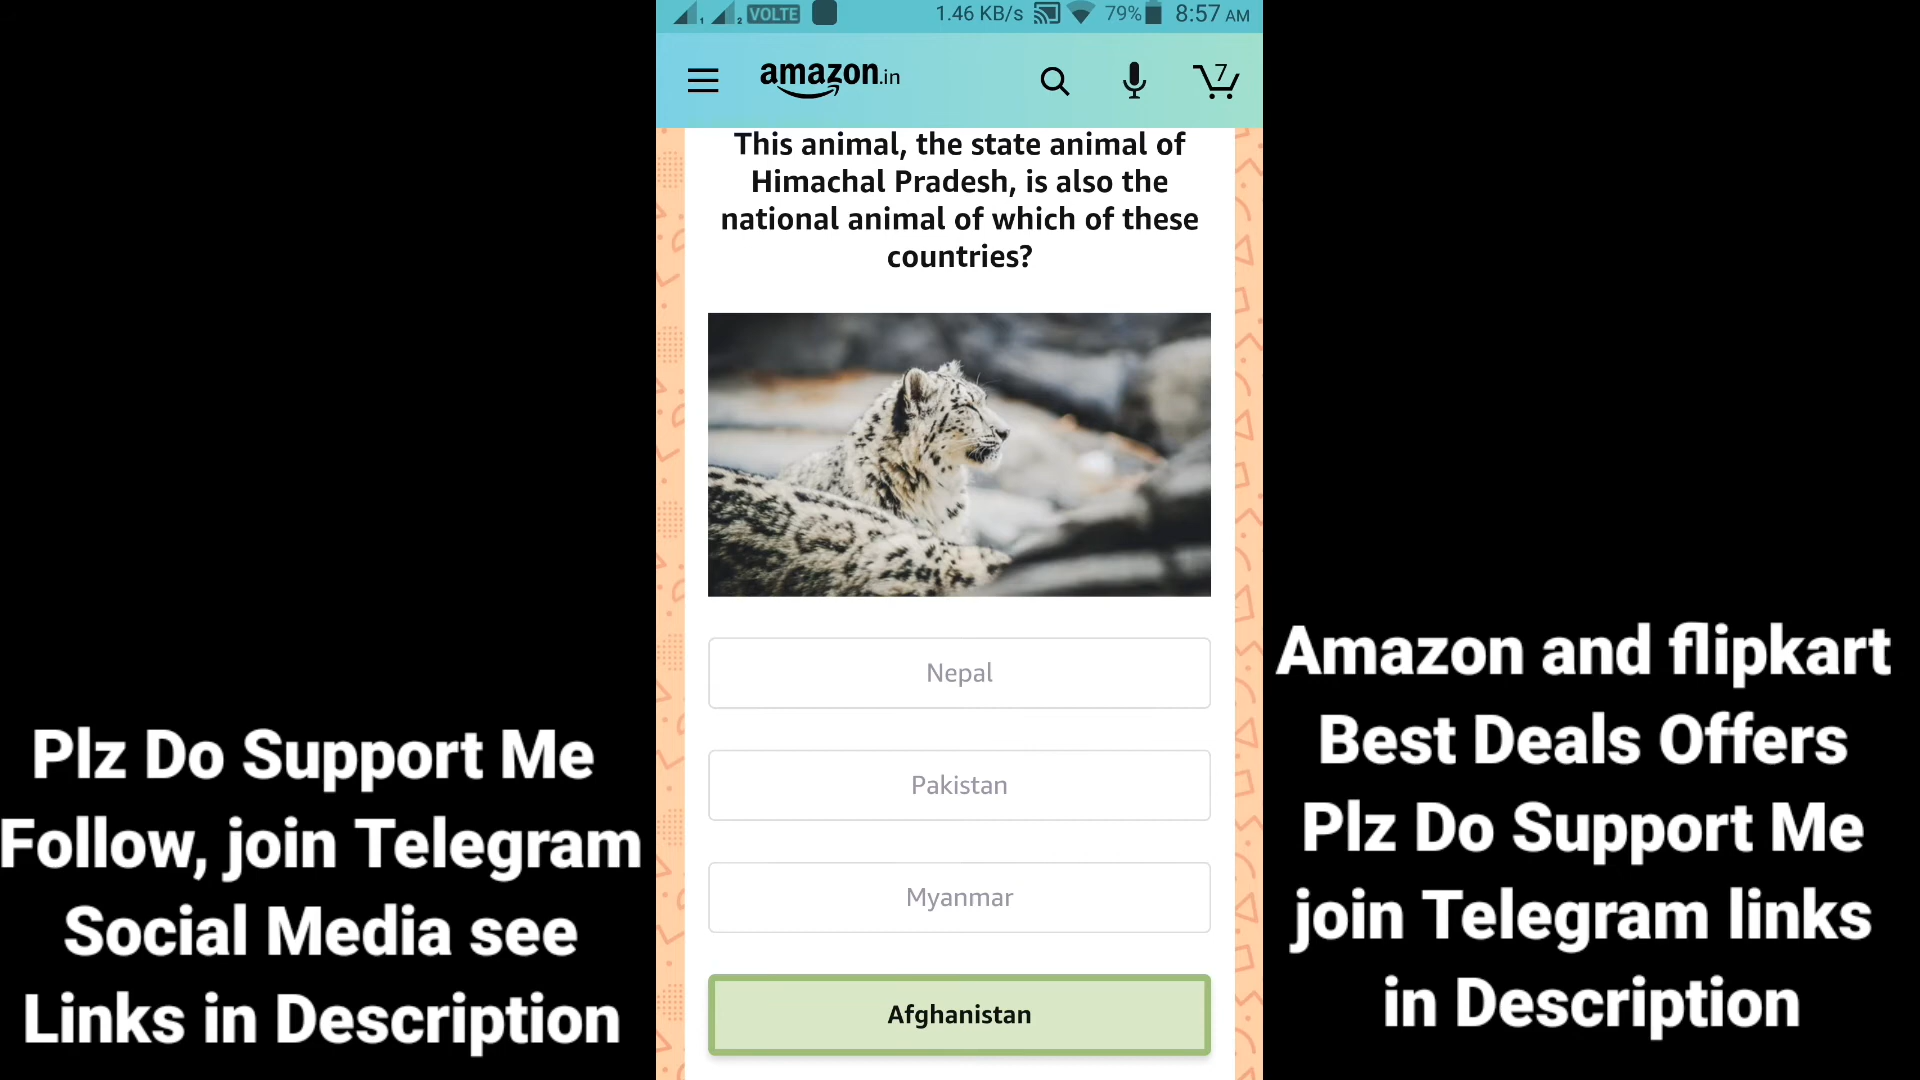 1 2 VOLTE 1.46 KB/s 79% 8:57 AM
amazon.in 7
This animal, the state animal of
Himachal Pradesh, is also the
national animal of which of these
countries?
Nepal
Pakistan
Myanmar
Afghanistan
Plz Do Support Me
Follow, join Telegram
Social Media see
Links in Description
Amazon and flipkart
Best Deals Offers
Plz Do Support Me
join Telegram links
in Description